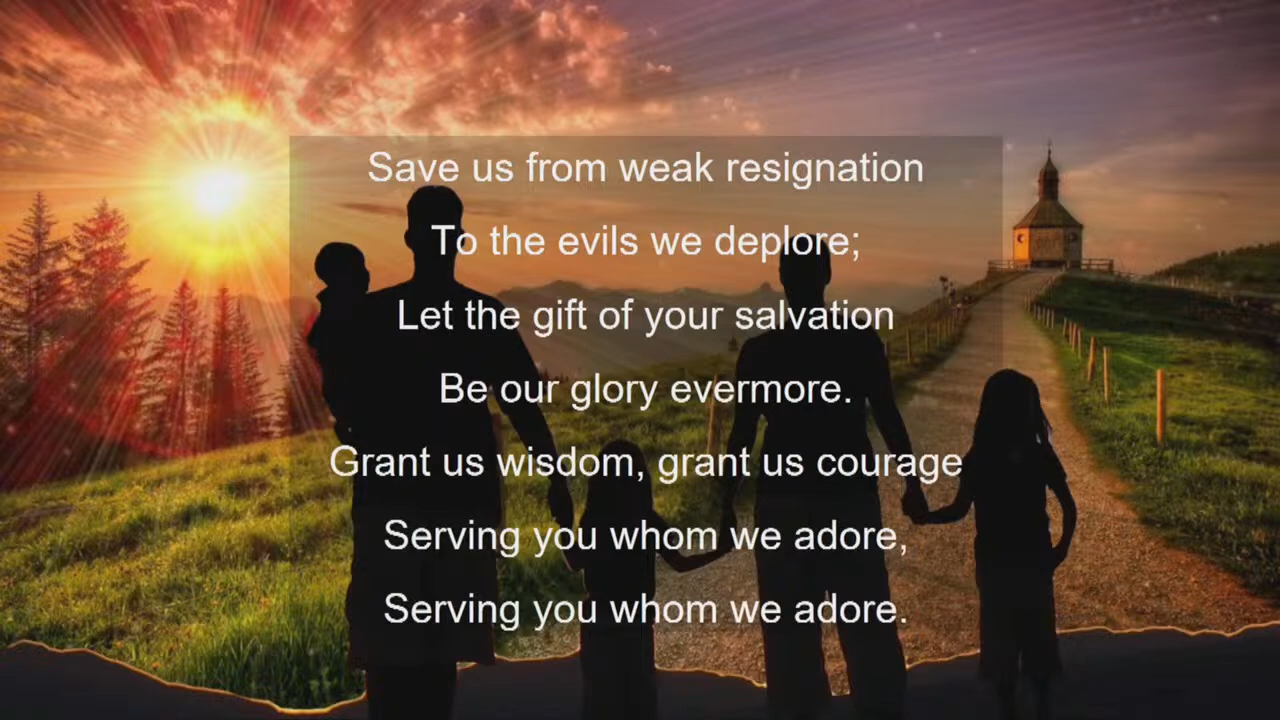 Save us from weak resignation
To the evils we deplore;
Let the gift of your salvation
Be our glory evermore.
Grant us wisdom, grant us courage
Serving you whom we adore,
Serving you whom we adore.